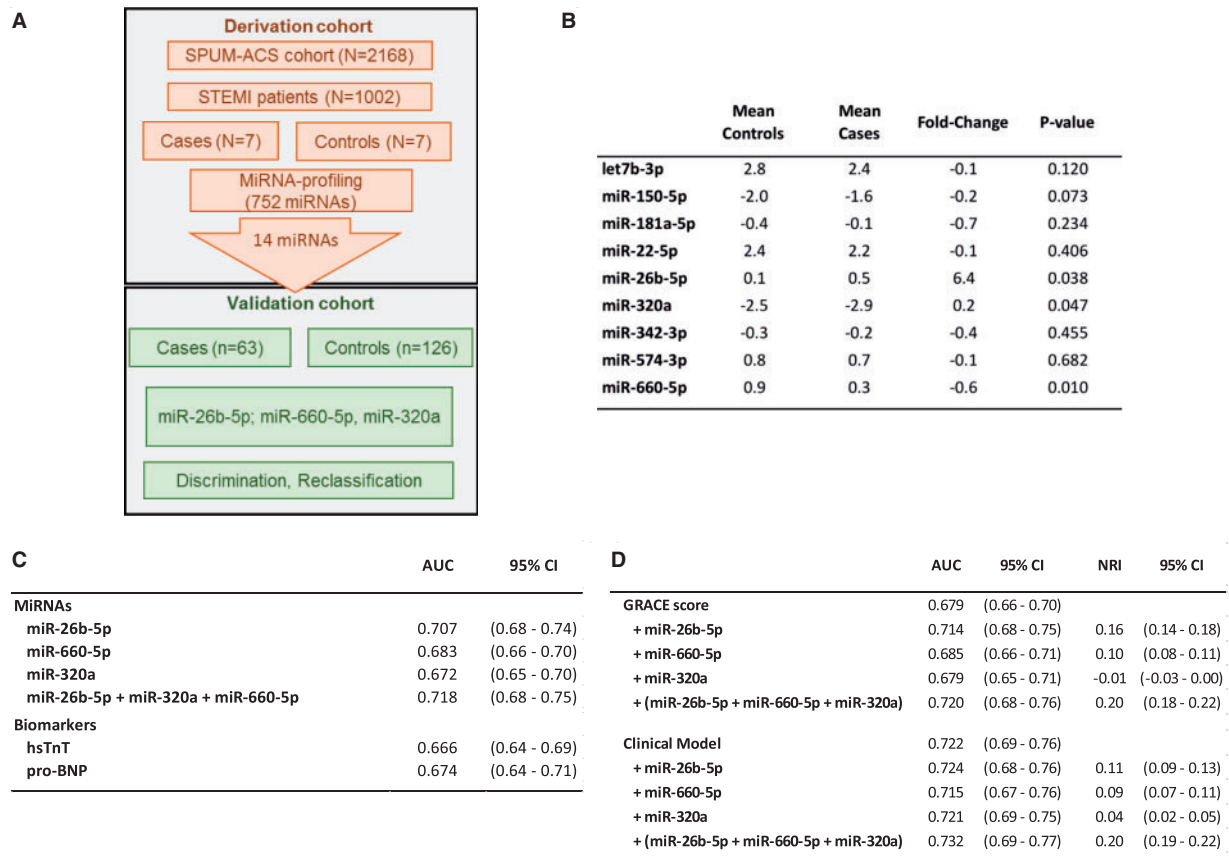 A
Derivation cohort
SPUM-ACS cohort (N=2168)
STEMI patients (N=1002)
Cases (N=7) Controls (N=7)
MiRNA-profiling
(752 miRNAs)
14 miRNAs
Validation cohort
Cases (n=63) Controls (n=126)
miR-26b-5p; miR-660-5p, miR-320a
Discrimination, Reclassification
B
Mean Controls Mean Cases Fold-Change P-value
let7b-3p 2.8 2.4 -0.1 0.120
miR-150-5p -2.0 -1.6 -0.2 0.073
miR-181a-5p -0.4 -0.1 -0.7 0.234
miR-22-5p 2.4 2.2 -0.1 0.406
miR-26b-5p 0.1 0.5 6.4 0.038
miR-320a -2.5 -2.9 0.2 0.047
miR-342-3p -0.3 -0.2 -0.4 0.455
miR-574-3p 0.8 0.7 -0.1 0.682
miR-660-5p 0.9 0.3 -0.6 0.010
C
AUC 95% CI
MiRNAs
miR-26b-5p 0.707 (0.68 - 0.74)
miR-660-5p 0.683 (0.66 - 0.70)
miR-320a 0.672 (0.65 - 0.70)
miR-26b-5p + miR-320a + miR-660-5p 0.718 (0.68 - 0.75)
Biomarkers
hsTnT 0.666 (0.64 - 0.69)
pro-BNP 0.674 (0.64 - 0.71)
D
AUC 95% CI NRI 95% CI
GRACE score 0.679 (0.66 - 0.70)
+ miR-26b-5p 0.714 (0.68 - 0.75) 0.16 (0.14 - 0.18)
+ miR-660-5p 0.685 (0.66 - 0.71) 0.10 (0.08 - 0.11)
+ miR-320a 0.679 (0.65 - 0.71) -0.01 (-0.03 - 0.00)
+ (miR-26b-5p + miR-660-5p + miR-320a) 0.720 (0.68 - 0.76) 0.20 (0.18 - 0.22)
Clinical Model 0.722 (0.69 - 0.76)
+ miR-26b-5p 0.724 (0.68 - 0.76) 0.11 (0.09 - 0.13)
+ miR-660-5p 0.715 (0.67 - 0.76) 0.09 (0.07 - 0.11)
+ miR-320a 0.721 (0.69 - 0.75) 0.04 (0.02 - 0.05)
+ (miR-26b-5p + miR-660-5p + miR-320a) 0.732 (0.69 - 0.77) 0.20 (0.19 - 0.22)